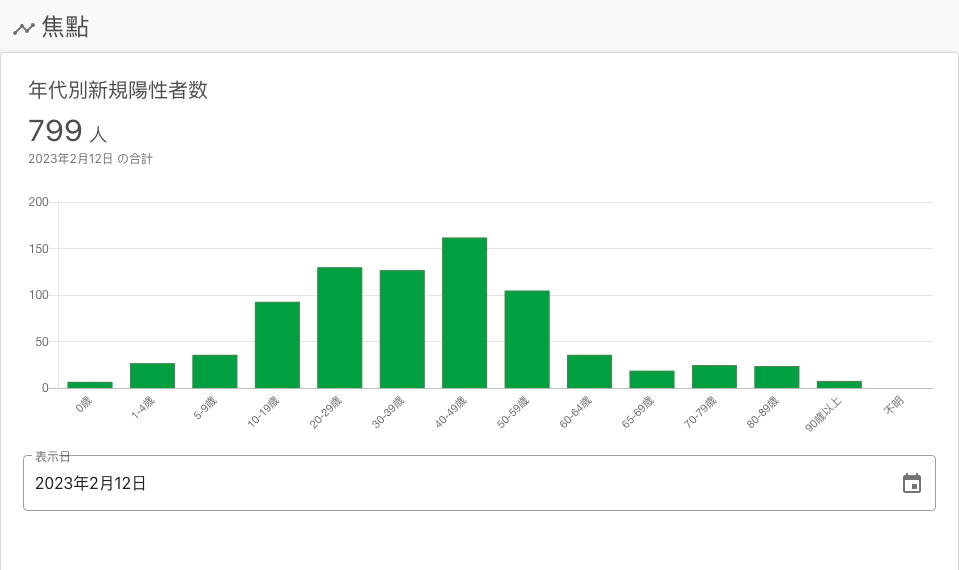 焦點
年代別新規陽性者数
799 人
2023年2月12日 の合計
200
150
100
50
0
0歳
1-4歳
5-9歳
10-19歳
20-29歳
30-39歳
40-49歳
50-59歳
60-64歳
65-69歳
70-79歳
80-89歳
90歳以上
不明
表示日
2023年2月12日